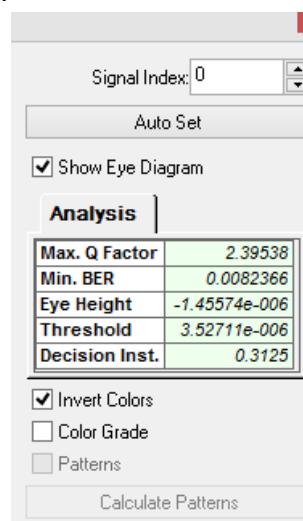 Signal Index: 0
Auto Set
Show Eye Diagram
Analysis
Max. Q Factor 2.39538
Min. BER 0.0082366
Eye Height -1.45574e-006
Threshold 3.52711e-006
Decision Inst. 0.3125
Invert Colors
Color Grade
Patterns
Calculate Patterns